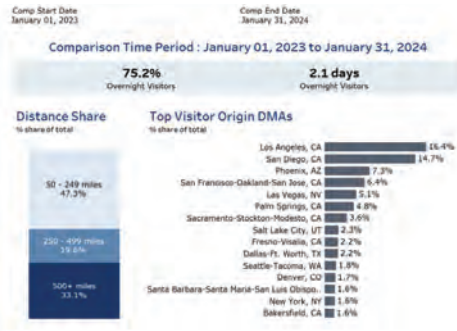 Comp Start Date
January 01, 2023
Comp End Date
January 31, 2024
Comparison Time Period : January 01, 2023 to January 31, 2024
75.2%
Overnight Visitors
2.1 days
Overnight Visitors
Distance Share
% share of total
50 - 249 miles
47.3%
250 - 499 miles
19.6%
500+ miles
33.1%
Top Visitor Origin DMAs
% share of total
Los Angeles, CA 16.4%
San Diego, CA 14.7%
Phoenix, AZ 7.3%
San Francisco-Oakland-San Jose, CA 6.4%
Las Vegas, NV 5.1%
Palm Springs, CA 4.8%
Sacramento-Stockton-Modesto, CA 3.6%
Salt Lake City, UT 2.3%
Fresno-Visalia, CA 2.2%
Dallas-Ft. Worth, TX 2.2%
Seattle-Tacoma, WA 1.8%
Denver, CO 1.7%
Santa Barbara-Santa Maria-San Luis Obispo.. 1.6%
New York, NY 1.6%
Bakersfield, CA 1.6%